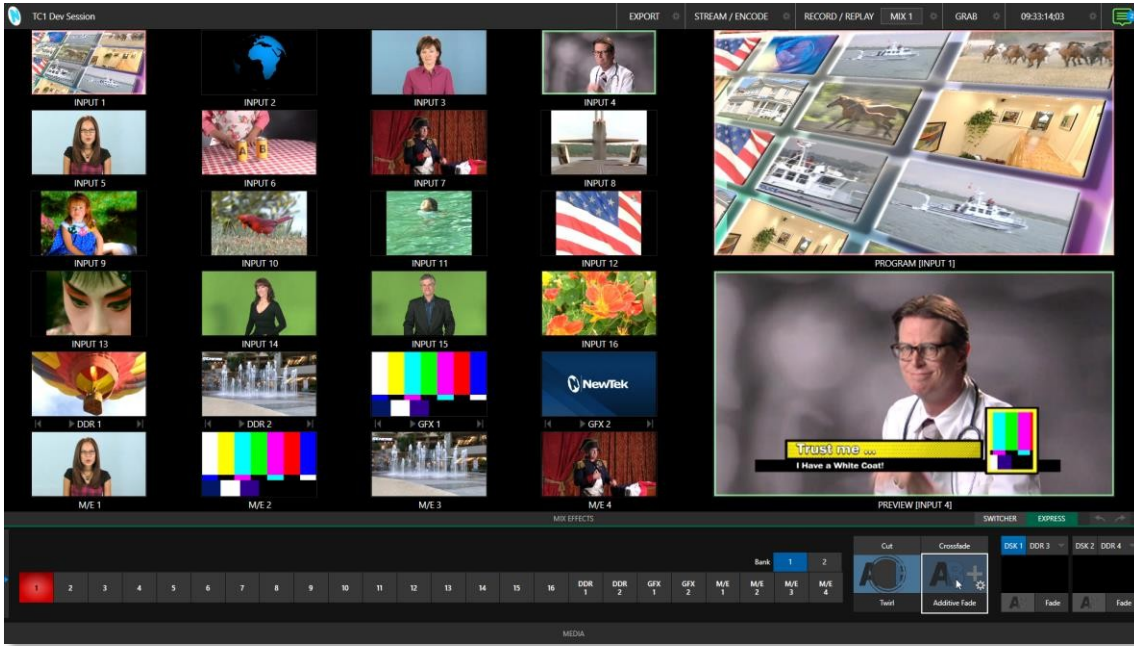 TC1 Dev Session
EXPORT
STREAM / ENCODE
RECORD / REPLAY
MIX 1
GRAB
09:33:14;03
INPUT 1
INPUT 2
INPUT 3
INPUT 4
INPUT 5
A B
INPUT 6
INPUT 7
INPUT 8
PROGRAM [INPUT 1]
INPUT 9
INPUT 10
INPUT 11
INPUT 12
INPUT 13
INPUT 14
INPUT 15
INPUT 16
NewTek
DDR 1
DDR 2
GFX 1
GFX 2
Trust me ...
I Have a White Coat!
M/E 1
M/E 2
M/E 3
M/E 4
PREVIEW [INPUT 4]
MIX EFFECTS
SWITCHER
EXPRESS
Cut
Crossfade
DSK 1
DDR 3
DSK 2
DDR 4
Bank
1
2
1
2
3
4
5
6
7
8
9
10
11
12
13
14
15
16
DDR 1
DDR 2
GFX 1
GFX 2
M/E 1
M/E 2
M/E 3
M/E 4
Twirl
Additive Fade
Fade
Fade
MEDIA